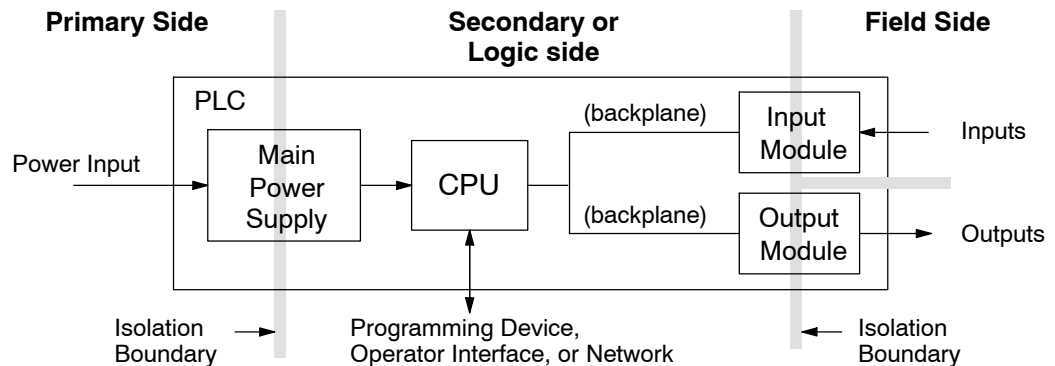 Primary Side
Secondary or
Logic side
Field Side
PLC
Power Input
Main
Power
Supply
CPU
(backplane)
(backplane)
Input
Module
Inputs
Output
Module
Outputs
Isolation
Boundary
Programming Device,
Operator Interface, or Network
Isolation
Boundary